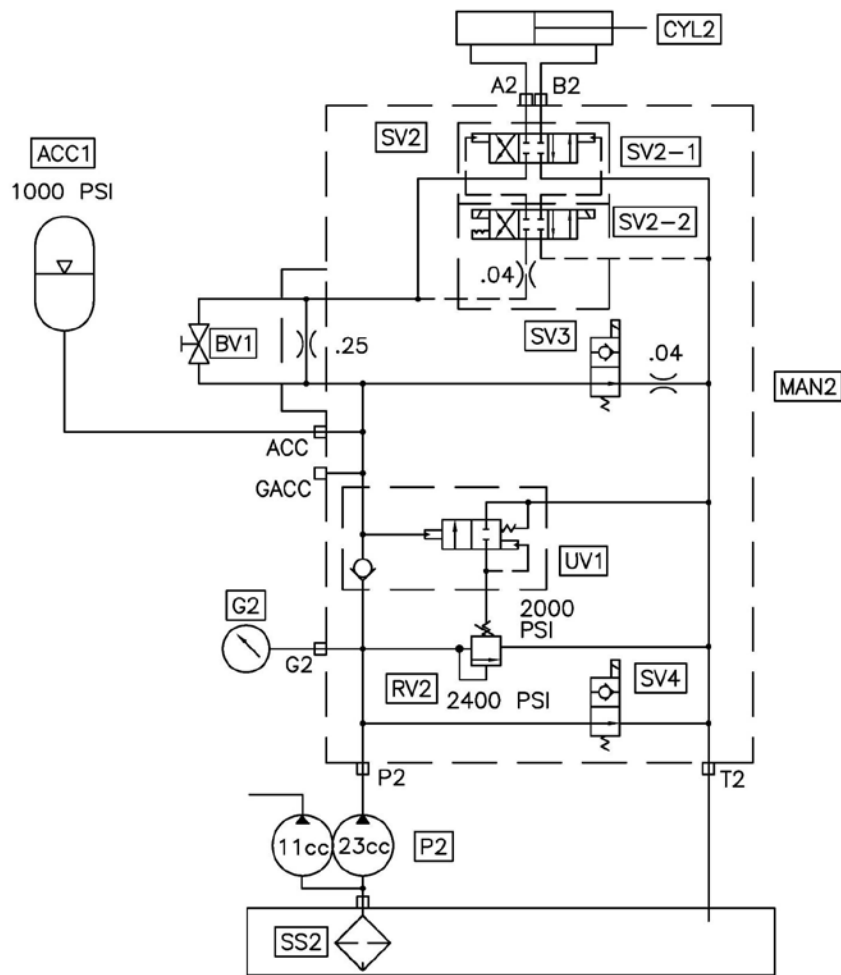 CYL2
A2 B2
SV2
SV2-1
ACC1
1000 PSI
SV2-2
.04
SV3
BV1
.25
.04
MAN2
ACC
GACC
UV1
G2
2000
PSI
G2
RV2
2400 PSI
SV4
P2
T2
11cc
23cc
P2
SS2